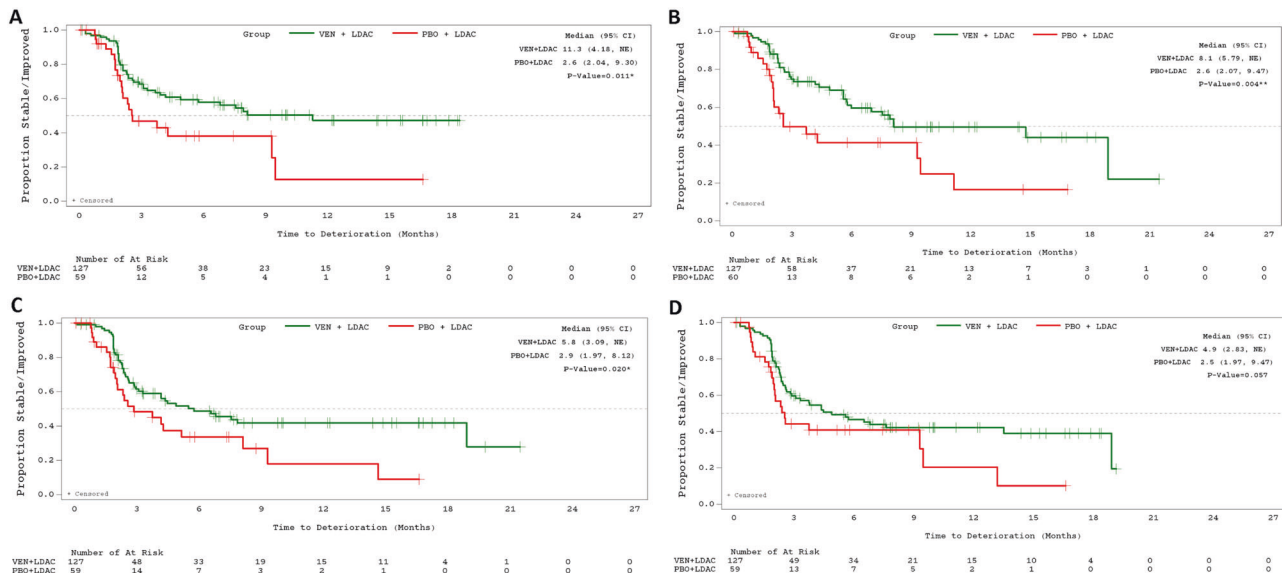 A
Group VEN + LDAC PBO + LDAC
Median (95% CI)
VEN+LDAC 11.3 (4.18, NE)
PBO+LDAC 2.6 (2.04, 9.30)
P-Value=0.011*
Proportion Stable/Improved
1.0
0.8
0.6
0.4
0.2
0.0
+ Censored
0 3 6 9 12 15 18 21 24 27
Time to Deterioration (Months)
Number of At Risk
VEN+LDAC 127 56 38 23 15 9 2 0 0 0
PBO+LDAC 59 12 5 4 1 1 0 0 0 0
B
Group VEN + LDAC PBO + LDAC
Median (95% CI)
VEN+LDAC 8.1 (5.79, NE)
PBO+LDAC 2.6 (2.07, 9.47)
P-Value=0.004**
Proportion Stable/Improved
1.0
0.8
0.6
0.4
0.2
0.0
+ Censored
0 3 6 9 12 15 18 21 24 27
Time to Deterioration (Months)
Number of At Risk
VEN+LDAC 127 58 37 21 13 7 3 1 0 0
PBO+LDAC 60 13 8 6 2 1 0 0 0 0
C
Group VEN + LDAC PBO + LDAC
Median (95% CI)
VEN+LDAC 5.8 (3.09, NE)
PBO+LDAC 2.9 (1.97, 8.12)
P-Value=0.020*
Proportion Stable/Improved
1.0
0.8
0.6
0.4
0.2
0.0
+ Censored
0 3 6 9 12 15 18 21 24 27
Time to Deterioration (Months)
Number of At Risk
VEN+LDAC 127 48 33 19 15 11 4 1 0 0
PBO+LDAC 59 14 7 3 2 1 0 0 0 0
D
Group VEN + LDAC PBO + LDAC
Median (95% CI)
VEN+LDAC 4.9 (2.83, NE)
PBO+LDAC 2.5 (1.97, 9.47)
P-Value=0.057
Proportion Stable/Improved
1.0
0.8
0.6
0.4
0.2
0.0
+ Censored
0 3 6 9 12 15 18 21 24 27
Time to Deterioration (Months)
Number of At Risk
VEN+LDAC 127 49 34 21 15 10 4 0 0 0
PBO+LDAC 59 13 7 5 2 1 0 0 0 0